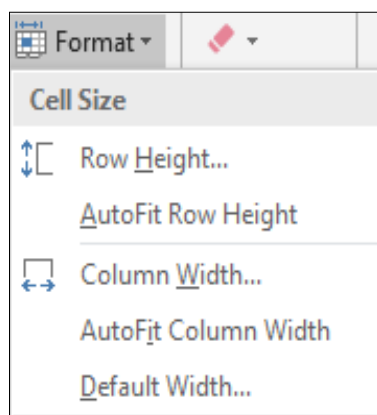 Format
Cell Size
Row Height...
AutoFit Row Height
Column Width...
AutoFit Column Width
Default Width...